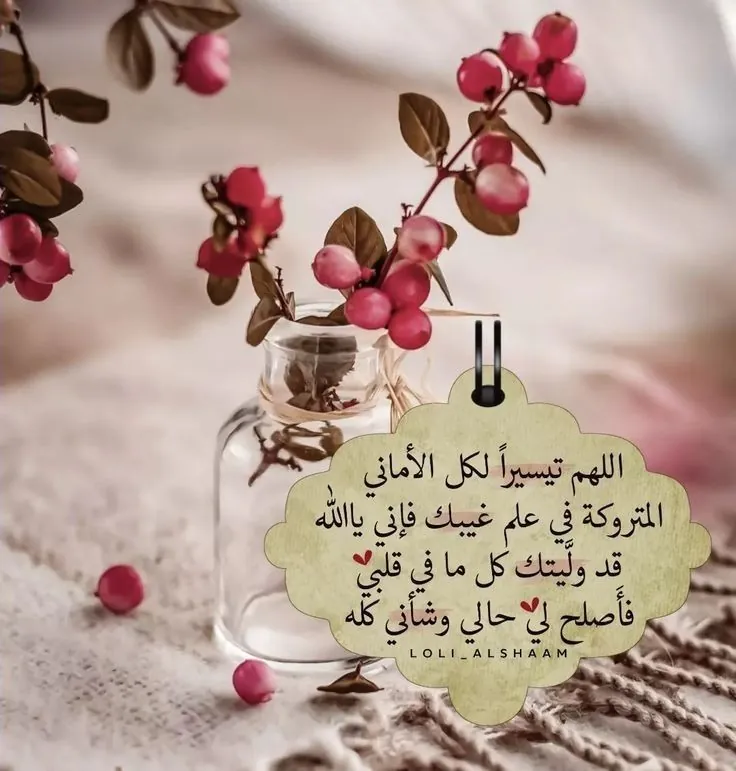 اللهم تيسيراً لكل الأماني
المتروكة في علم غيبك فإني ياالله
قد ولَّيتك كل ما في قلبي
فأَصلح لي حالي وشأني كله
LOLI_ALSHAAM